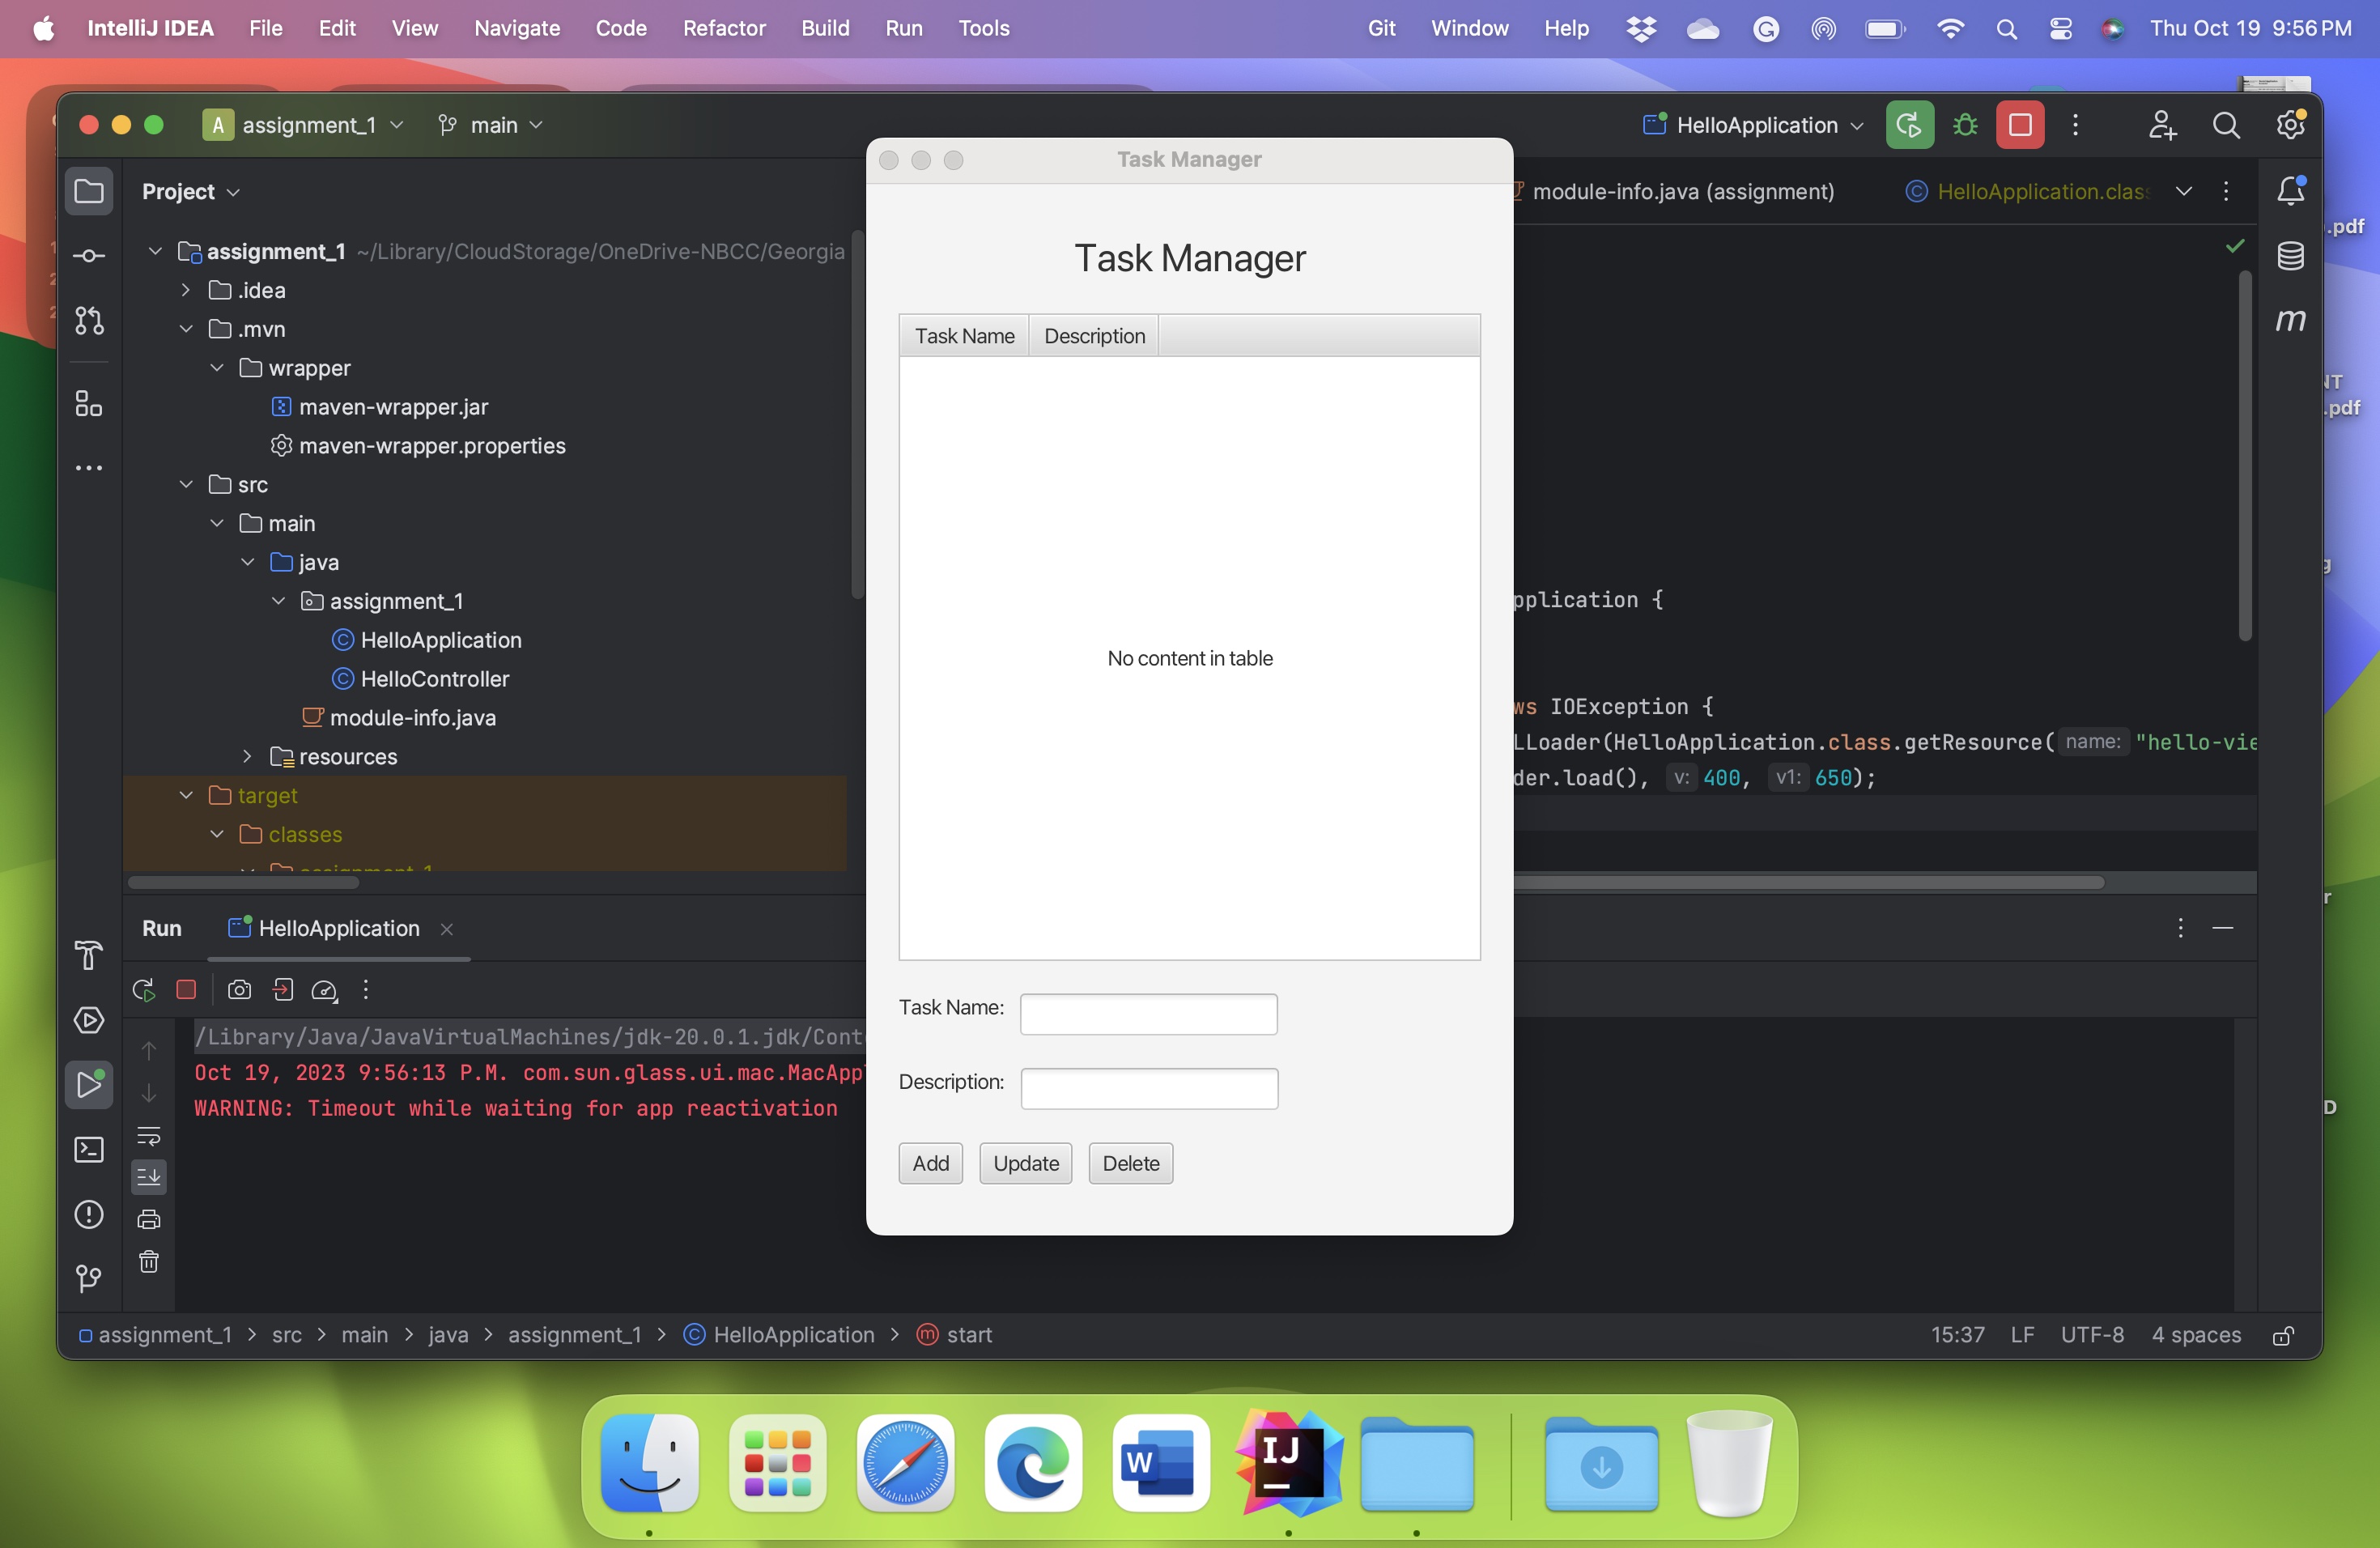 IntelliJ IDEA File Edit View Navigate Code Refactor Build Run Tools Git Window Help Thu Oct 19 9:56 PM
A assignment_1 main HelloApplication
Task Manager
Project
module-info.java (assignment) HelloApplication.clas
.pdf
assignment_1 ~/Library/CloudStorage/OneDrive-NBCC/Georgia
.idea
.mvn
wrapper
maven-wrapper.jar
maven-wrapper.properties
src
main
java
assignment_1
HelloApplication
HelloController
module-info.java
resources
target
classes
assignment_1
Task Manager
Task Name Description
No content in table
Task Name:
Description:
Add Update Delete
m
NT
.pdf
g
pplication {
ws IOException {
LLoader(HelloApplication.class.getResource( name: "hello-vie
der.load(), v: 400, v1: 650);
r
D
Run HelloApplication
/Library/Java/JavaVirtualMachines/jdk-20.0.1.jdk/Cont
Oct 19, 2023 9:56:13 P.M. com.sun.glass.ui.mac.MacApp
WARNING: Timeout while waiting for app reactivation
assignment_1 > src > main > java > assignment_1 > HelloApplication > start
15:37 LF UTF-8 4 spaces
W
IJ